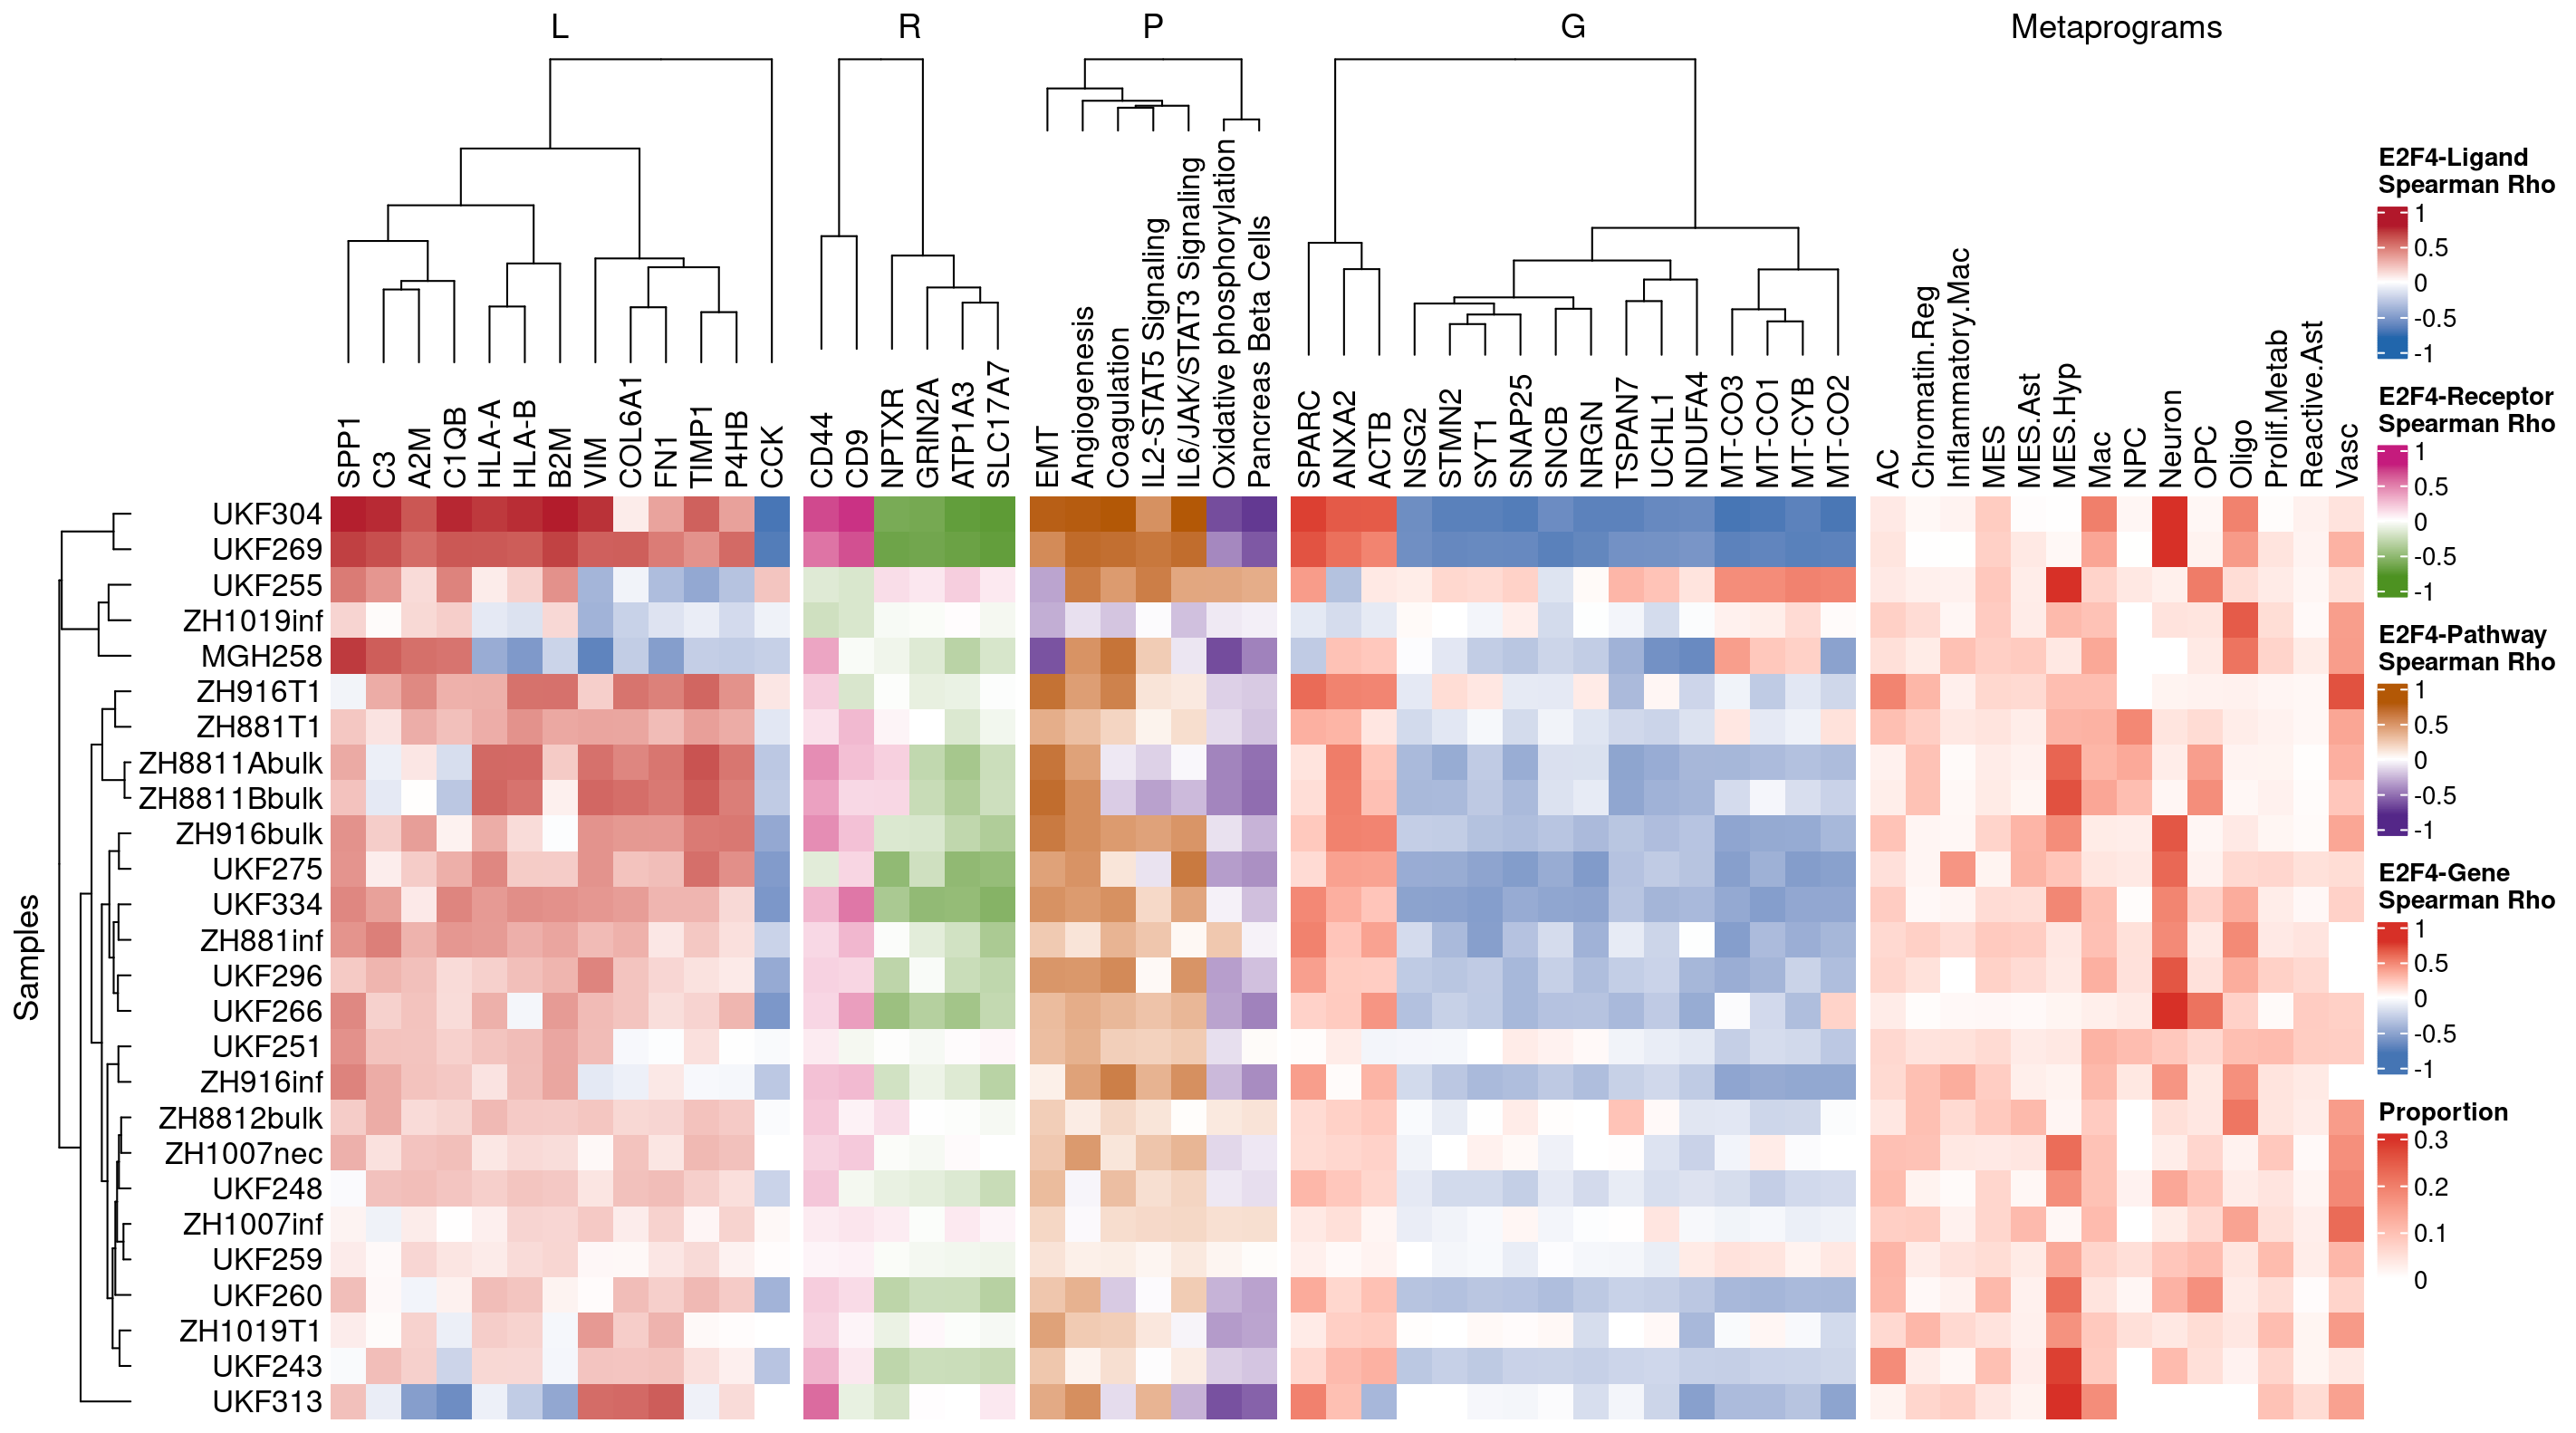 L
R
P
G
Metaprograms
SPP1
C3
A2M
C1QB
HLA-A
HLA-B
B2M
VIM
COL6A1
FN1
TIMP1
P4HB
CCK
CD44
CD9
NPTXR
GRIN2A
ATP1A3
SLC17A7
EMT
Angiogenesis
Coagulation
IL2-STAT5 Signaling
IL6/JAK/STAT3 Signaling
Oxidative phosphorylation
Pancreas Beta Cells
SPARC
ANXA2
ACTB
NSG2
STMN2
SYT1
SNAP25
SNCB
NRGN
TSPAN7
UCHL1
NDUFA4
MT-CO3
MT-CO1
MT-CYB
MT-CO2
AC
Chromatin.Reg
Inflammatory.Mac
MES
MES.Ast
MES.Hyp
Mac
NPC
Neuron
OPC
Oligo
Prolif.Metab
Reactive.Ast
Vasc
Samples
UKF304
UKF269
UKF255
ZH1019inf
MGH258
ZH916T1
ZH881T1
ZH8811Abulk
ZH8811Bbulk
ZH916bulk
UKF275
UKF334
ZH881inf
UKF296
UKF266
UKF251
ZH916inf
ZH8812bulk
ZH1007nec
UKF248
ZH1007inf
UKF259
UKF260
ZH1019T1
UKF243
UKF313
E2F4-Ligand
Spearman Rho
1
0.5
0
-0.5
-1
E2F4-Receptor
Spearman Rho
1
0.5
0
-0.5
-1
E2F4-Pathway
Spearman Rho
1
0.5
0
-0.5
-1
E2F4-Gene
Spearman Rho
1
0.5
0
-0.5
-1
Proportion
0.3
0.2
0.1
0